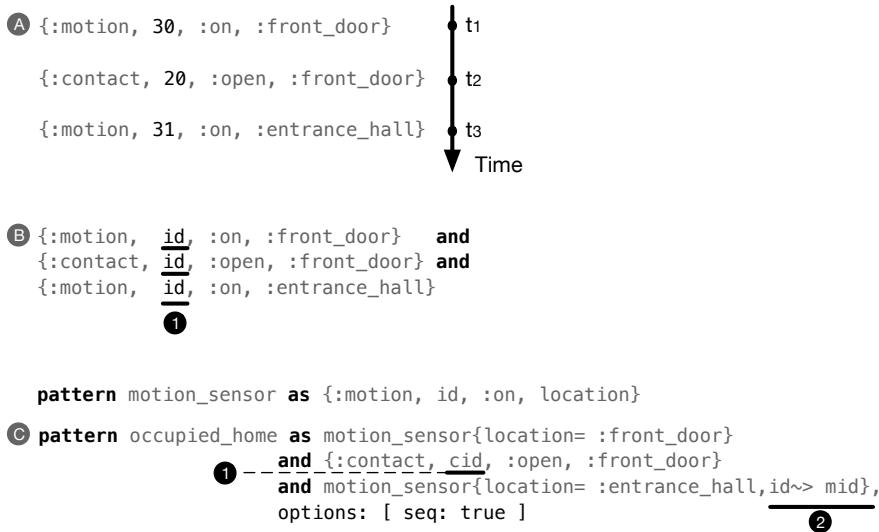 A {:motion, 30, :on, :front_door} t1
{:contact, 20, :open, :front_door} t2
{:motion, 31, :on, :entrance_hall} t3
Time
B {:motion, id, :on, :front_door} and
{:contact, id, :open, :front_door} and
{:motion, id, :on, :entrance_hall}
1
pattern motion_sensor as {:motion, id, :on, location}
C pattern occupied_home as motion_sensor{location= :front_door}
1 and {:contact, cid, :open, :front_door}
and motion_sensor{location= :entrance_hall,id~> mid},
options: [ seq: true ]
2